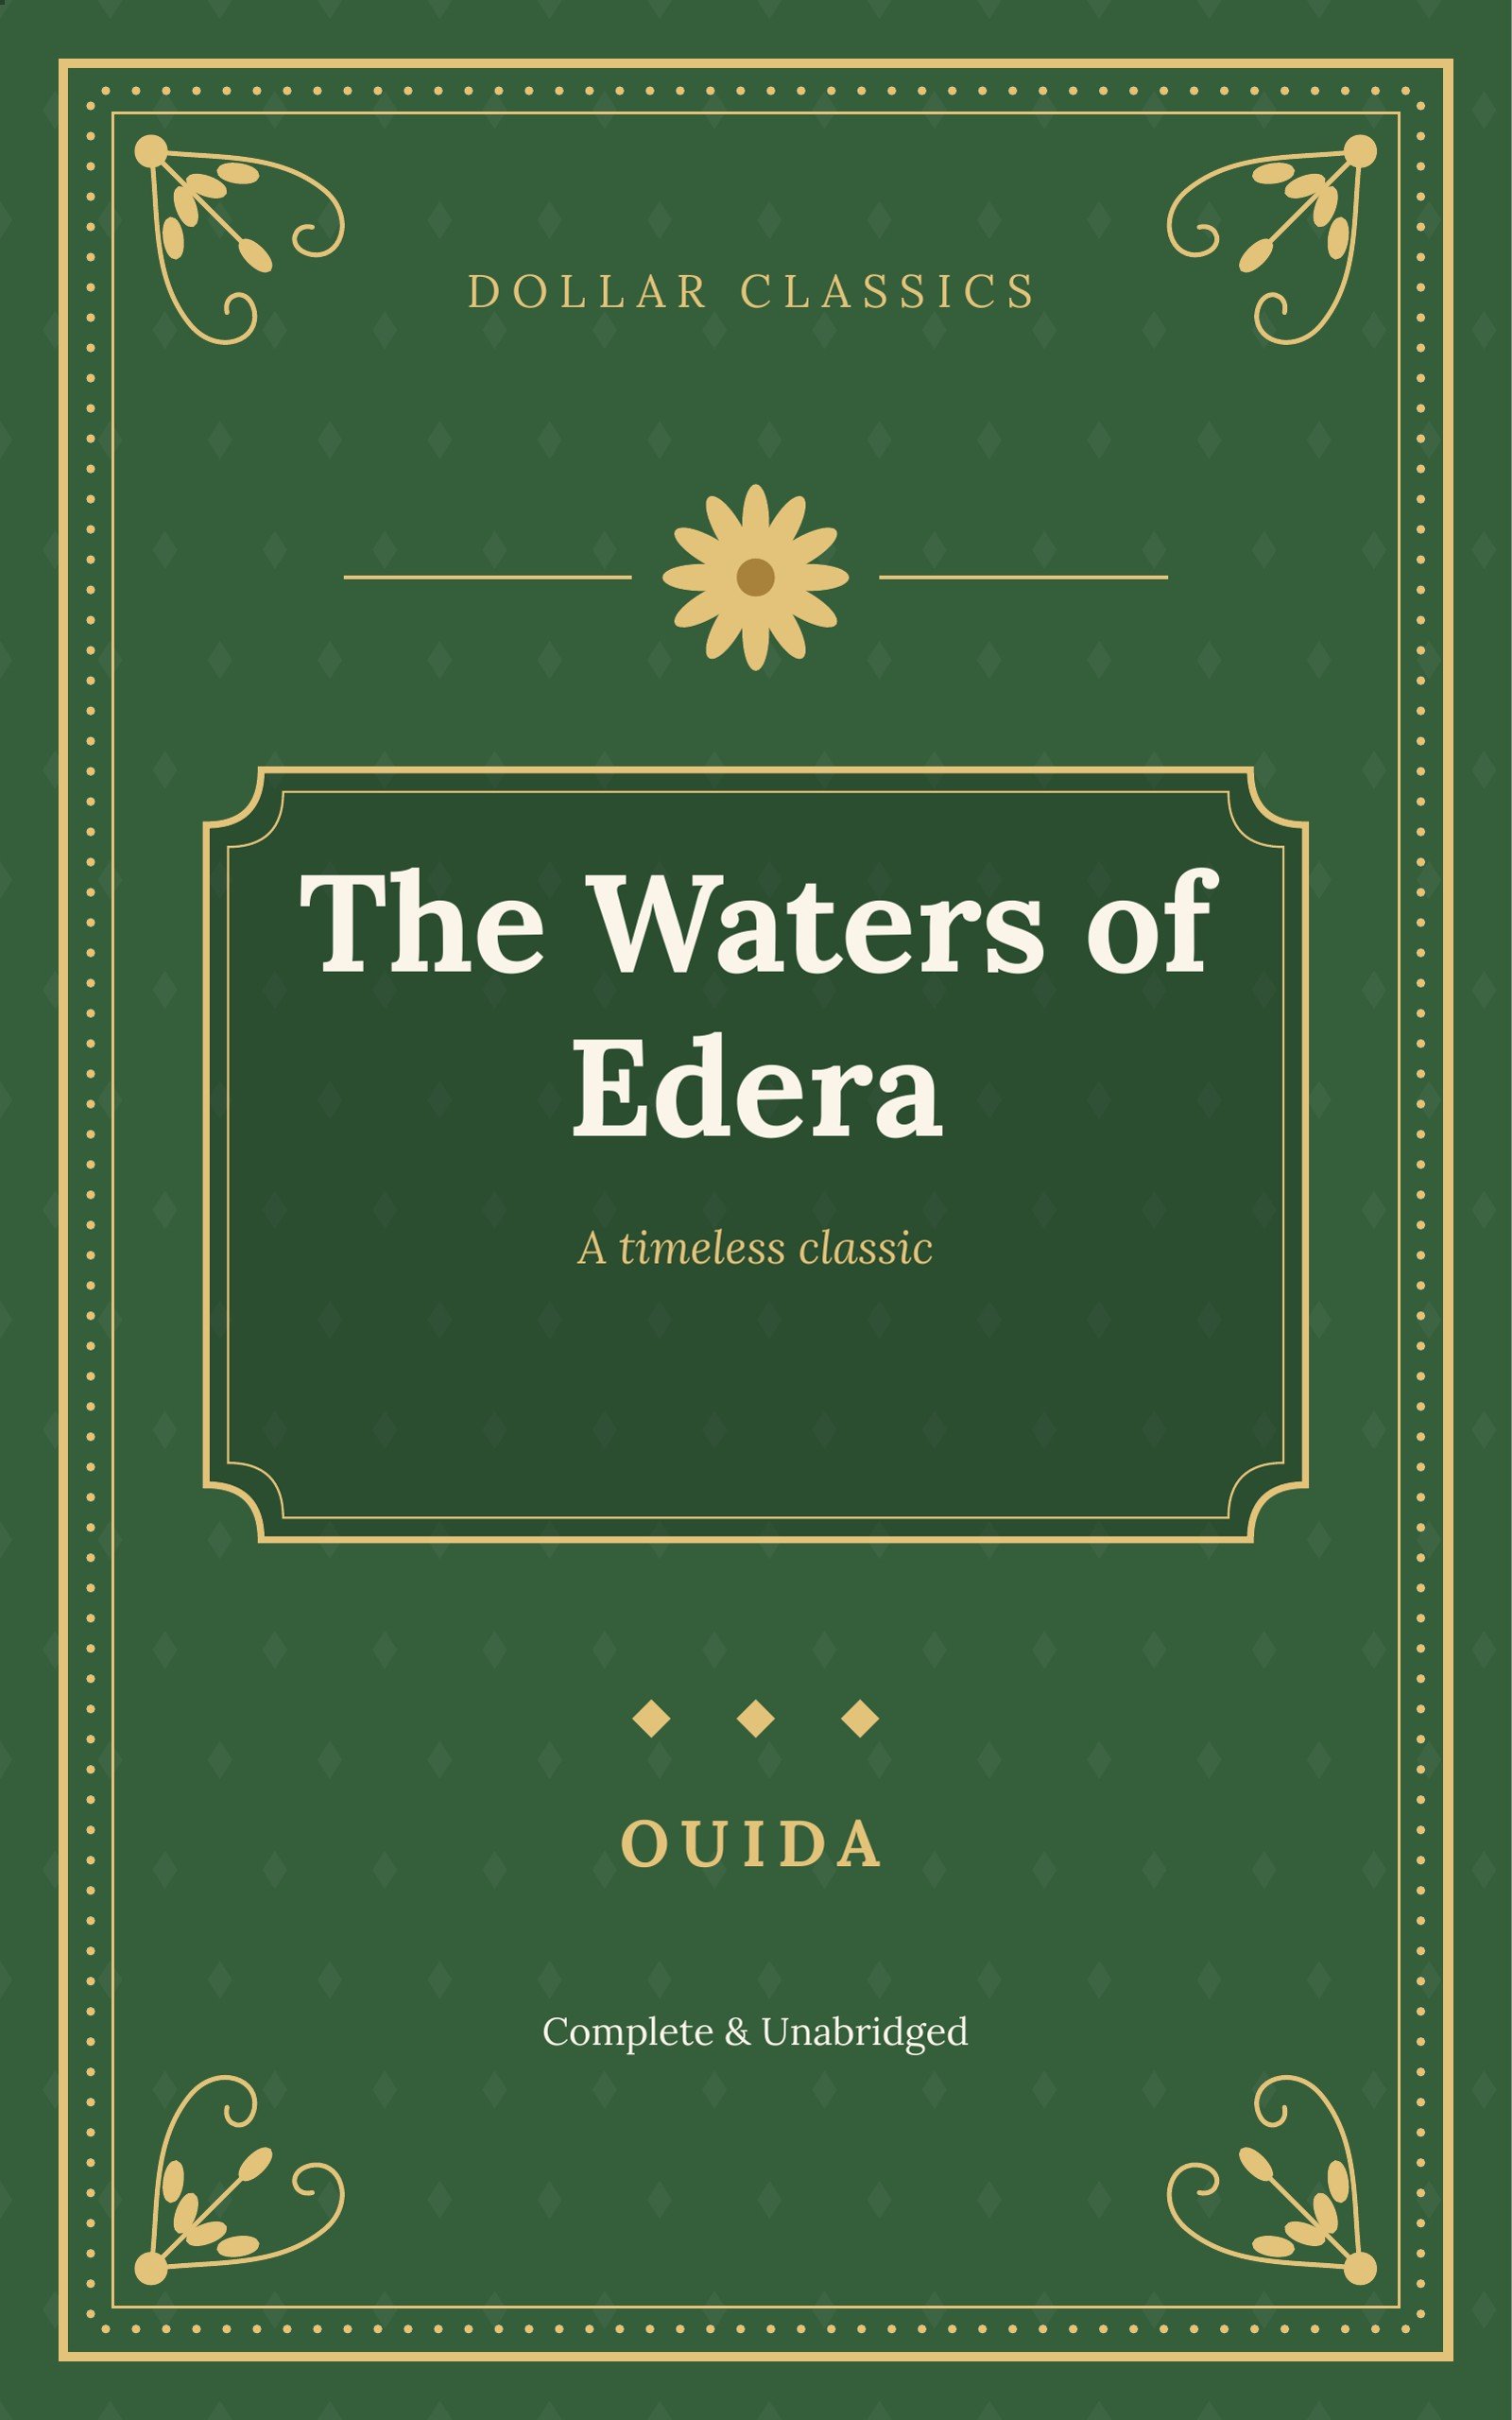 DOLLAR CLASSICS
The Waters of
Edera
A timeless classic
OUIDA
Complete & Unabridged